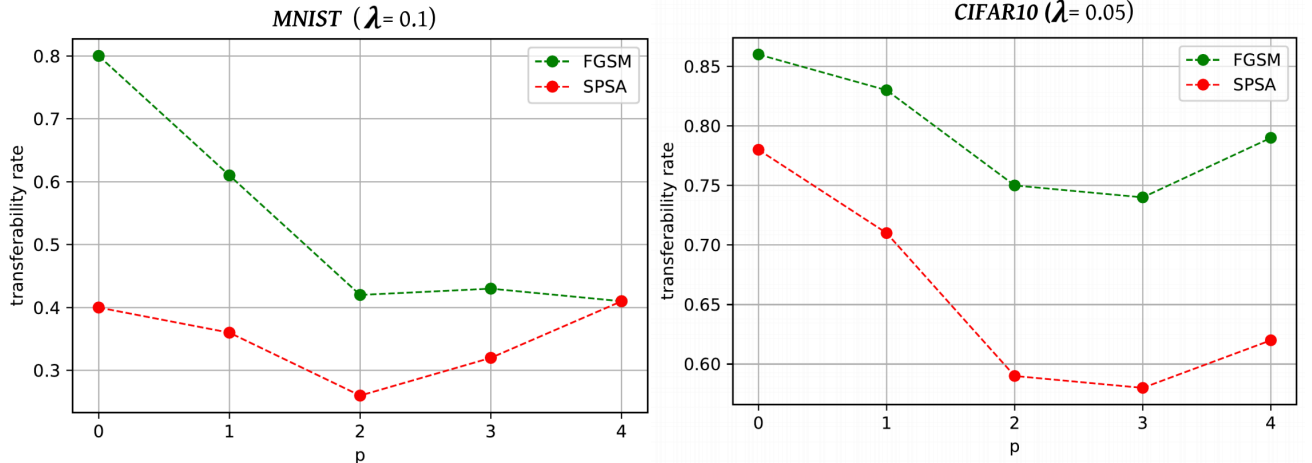 MNIST (λ= 0.1)
transferability rate
0.8
0.7
0.6
0.5
0.4
0.3
0 1 2 3 4
p
FGSM
SPSA
CIFAR10 (λ= 0.05)
transferability rate
0.85
0.80
0.75
0.70
0.65
0.60
0 1 2 3 4
p
FGSM
SPSA